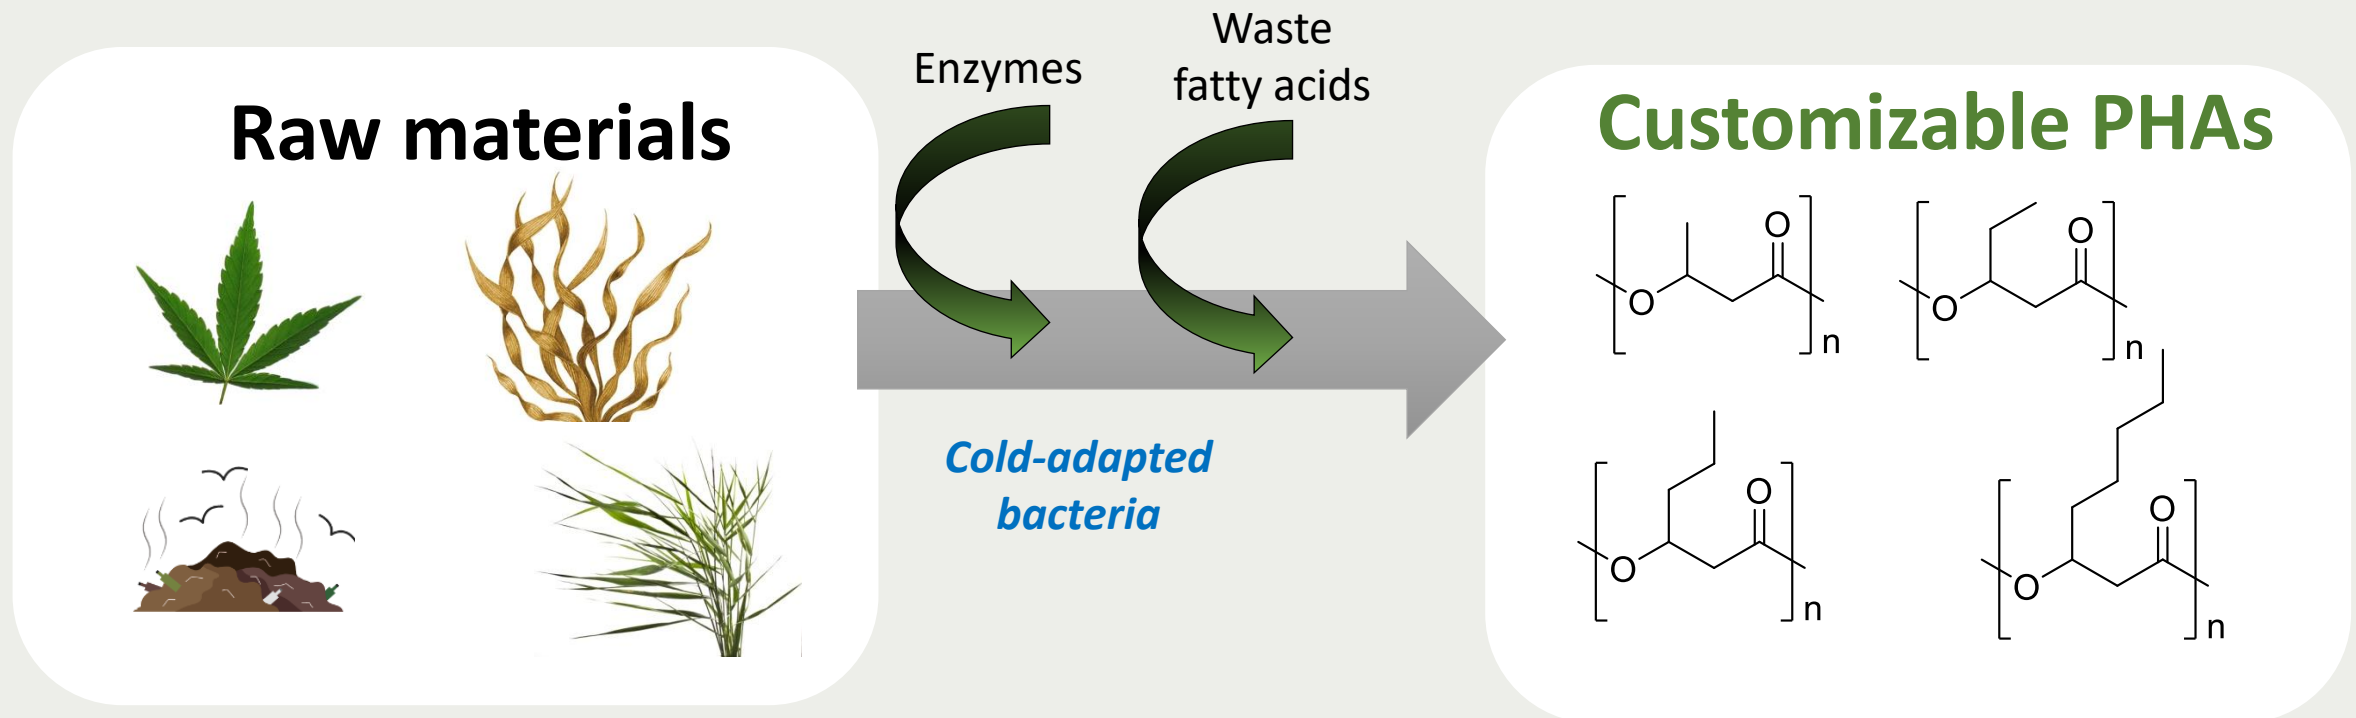 Raw materials
Enzymes
Waste
fatty acids
Cold-adapted
bacteria
Customizable PHAs
O
O
n
O
O
n
O
O
n
O
O
n